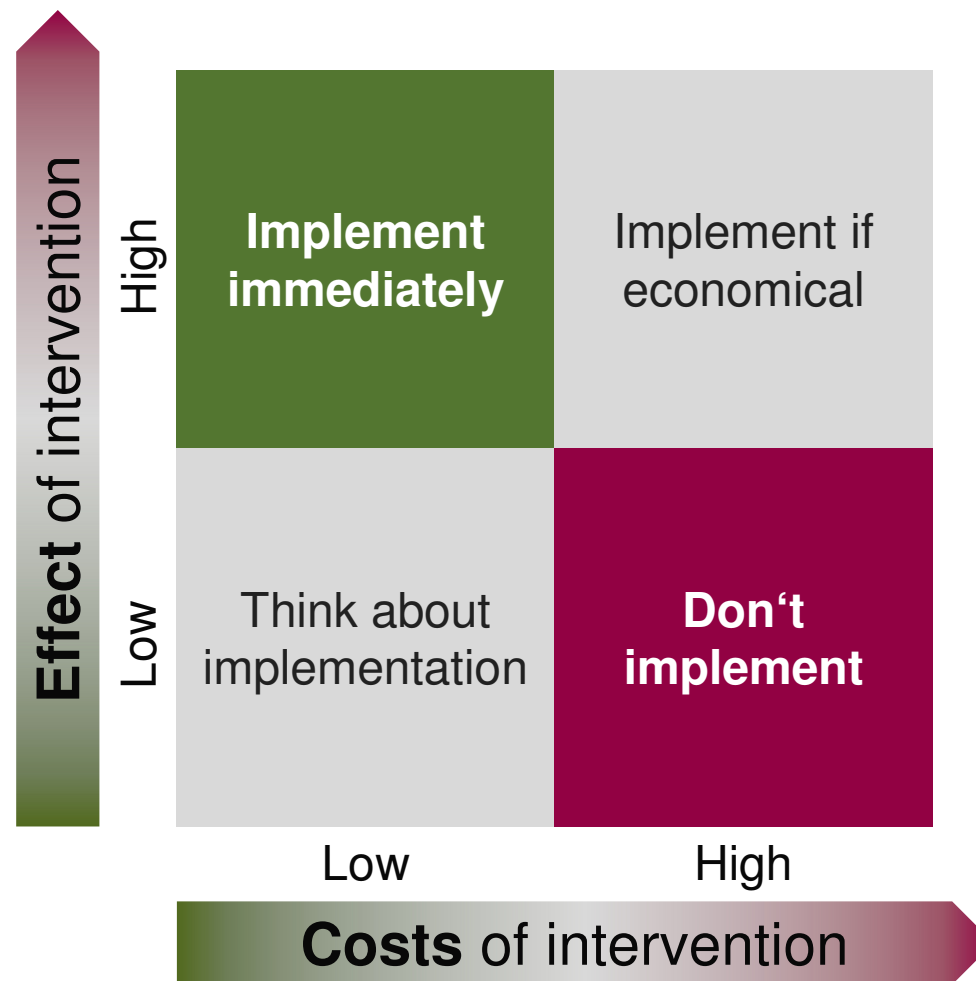 Effect of intervention
High
Implement
immediately
Implement if
economical
Low
Think about
implementation
Don‘t
implement
Low
High
Costs of intervention